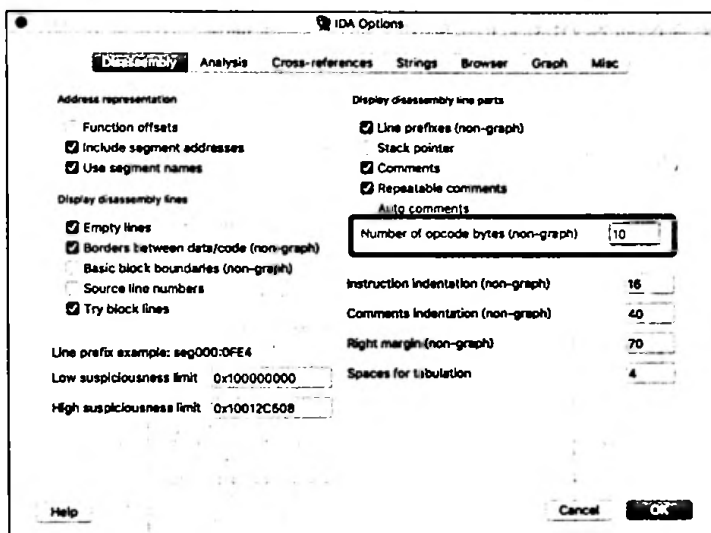 IDA Options
Disassembly Analysis Cross-references Strings Browser Graph Misc
Address representation
Function offsets
Include segment addresses
Use segment names
Display disassembly lines
Empty lines
Borders between data/code (non-graph)
Basic block boundaries (non-graph)
Source line numbers
Try block lines
Line prefix example: seg000:0FE4
Low suspiciousness limit 0x100000000
High suspiciousness limit 0x10012C508
Display disassembly line parts
Line prefixes (non-graph)
Stack pointer
Comments
Repeatable comments
Auto comments
Number of opcode bytes (non-graph) 10
Instruction indentation (non-graph) 16
Comments indentation (non-graph) 40
Right margin (non-graph) 70
Spaces for tabulation 4
Help Cancel OK